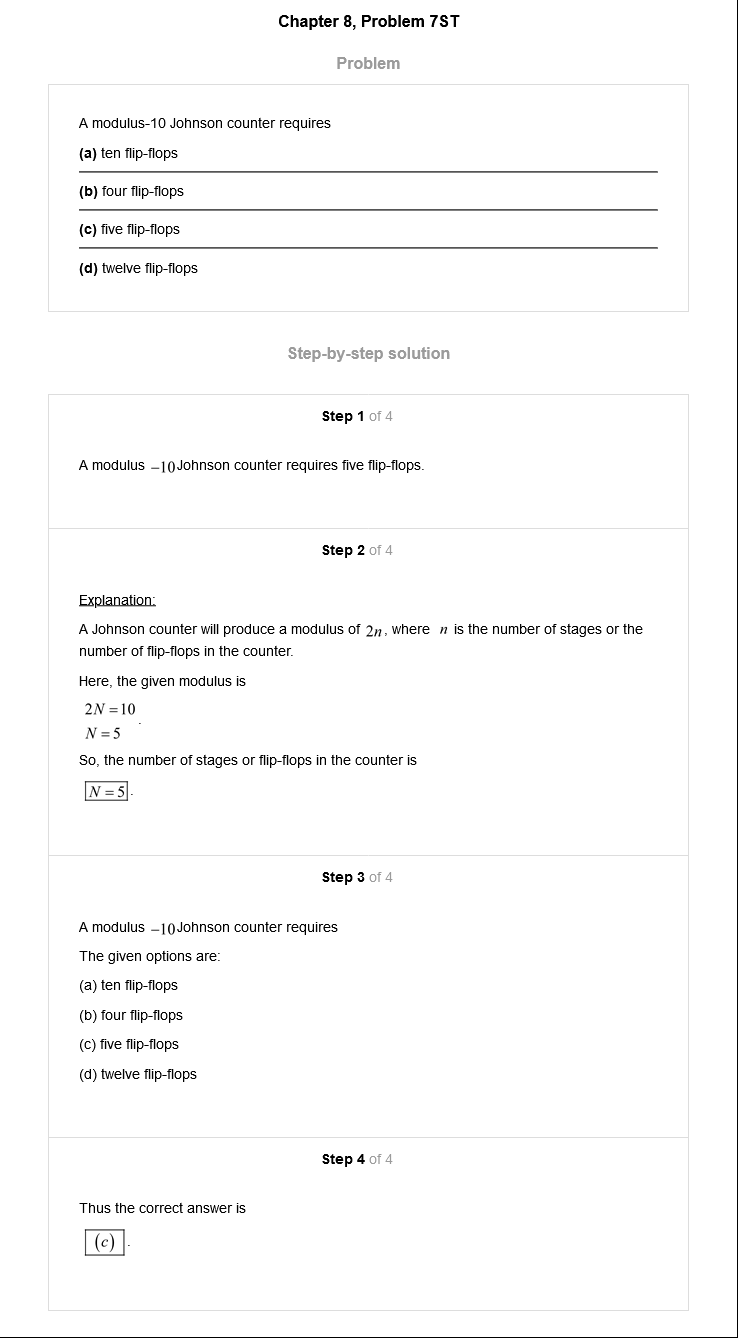 Chapter 8, Problem 7ST
Problem
A modulus-10 Johnson counter requires
(a) ten flip-flops
(b) four flip-flops
(c) five flip-flops
(d) twelve flip-flops
Step-by-step solution
Step 1 of 4
A modulus −10 Johnson counter requires five flip-flops.
Step 2 of 4
Explanation:
A Johnson counter will produce a modulus of 2n, where n is the number of stages or the
number of flip-flops in the counter.
Here, the given modulus is
2N = 10
N = 5
.
So, the number of stages or flip-flops in the counter is
N = 5.
Step 3 of 4
A modulus −10 Johnson counter requires
The given options are:
(a) ten flip-flops
(b) four flip-flops
(c) five flip-flops
(d) twelve flip-flops
Step 4 of 4
Thus the correct answer is
(c).